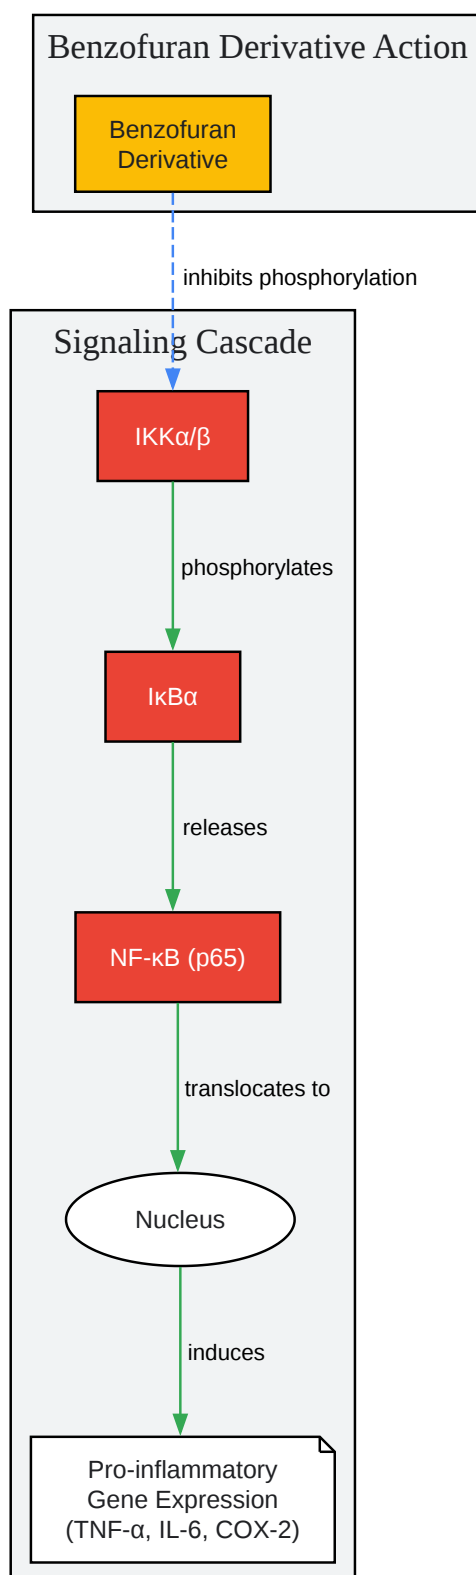 Benzofuran Derivative Action
Benzofuran
Derivative
inhibits phosphorylation
Signaling Cascade
IKKα/β
phosphorylates
IκBα
releases
NF-κB (p65)
translocates to
Nucleus
induces
Pro-inflammatory
Gene Expression
(TNF-α, IL-6, COX-2)